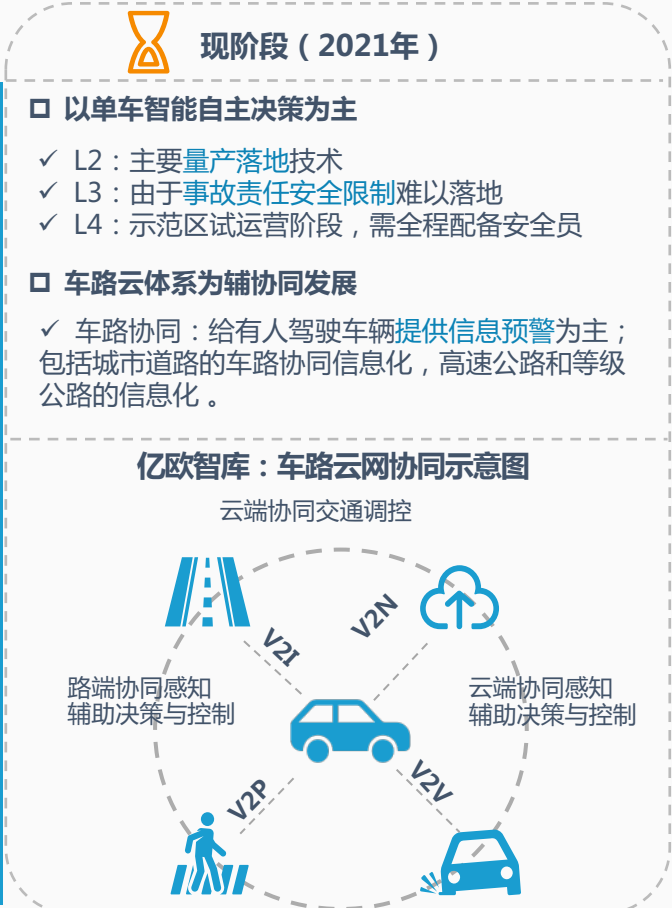 现阶段（2021年）
以单车智能自主决策为主
✓ L2：主要量产落地技术
✓ L3：由于事故责任安全限制难以落地
✓ L4：示范区试运营阶段，需全程配备安全员
车路云体系为辅协同发展
✓ 车路协同：给有人驾驶车辆提供信息预警为主；
包括城市道路的车路协同信息化，高速公路和等级
公路的信息化 。
亿欧智库：车路云网协同示意图
云端协同交通调控
V2I
V2N
路端协同感知
辅助决策与控制
云端协同感知
辅助决策与控制
V2P
V2V